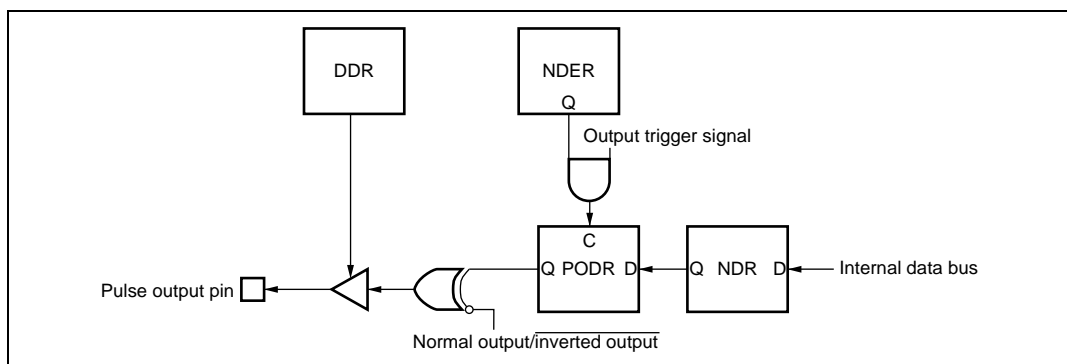 DDR
NDER
Q
Output trigger signal
C
Q PODR D
Q NDR D
Internal data bus
Pulse output pin
Normal output/inverted output